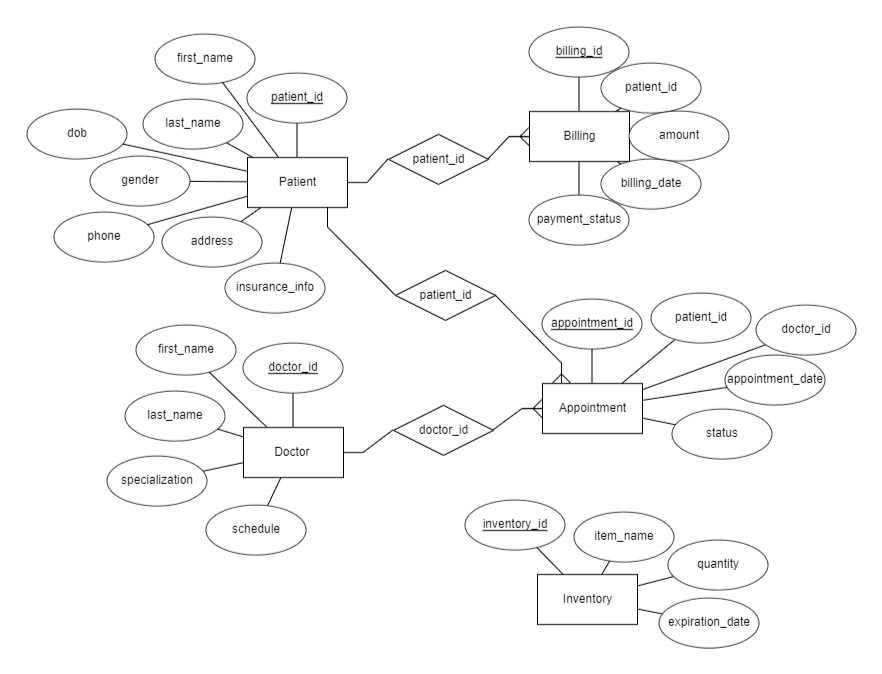 first_name
billing_id
patient_id
patient_id
last_name
dob
amount
Billing
patient_id
gender
Patient
billing_date
phone
address
payment_status
insurance_info
patient_id
appointment_id
patient_id
doctor_id
first_name
doctor_id
appointment_date
last_name
Appointment
doctor_id
status
Doctor
specialization
schedule
inventory_id
item_name
quantity
Inventory
expiration_date